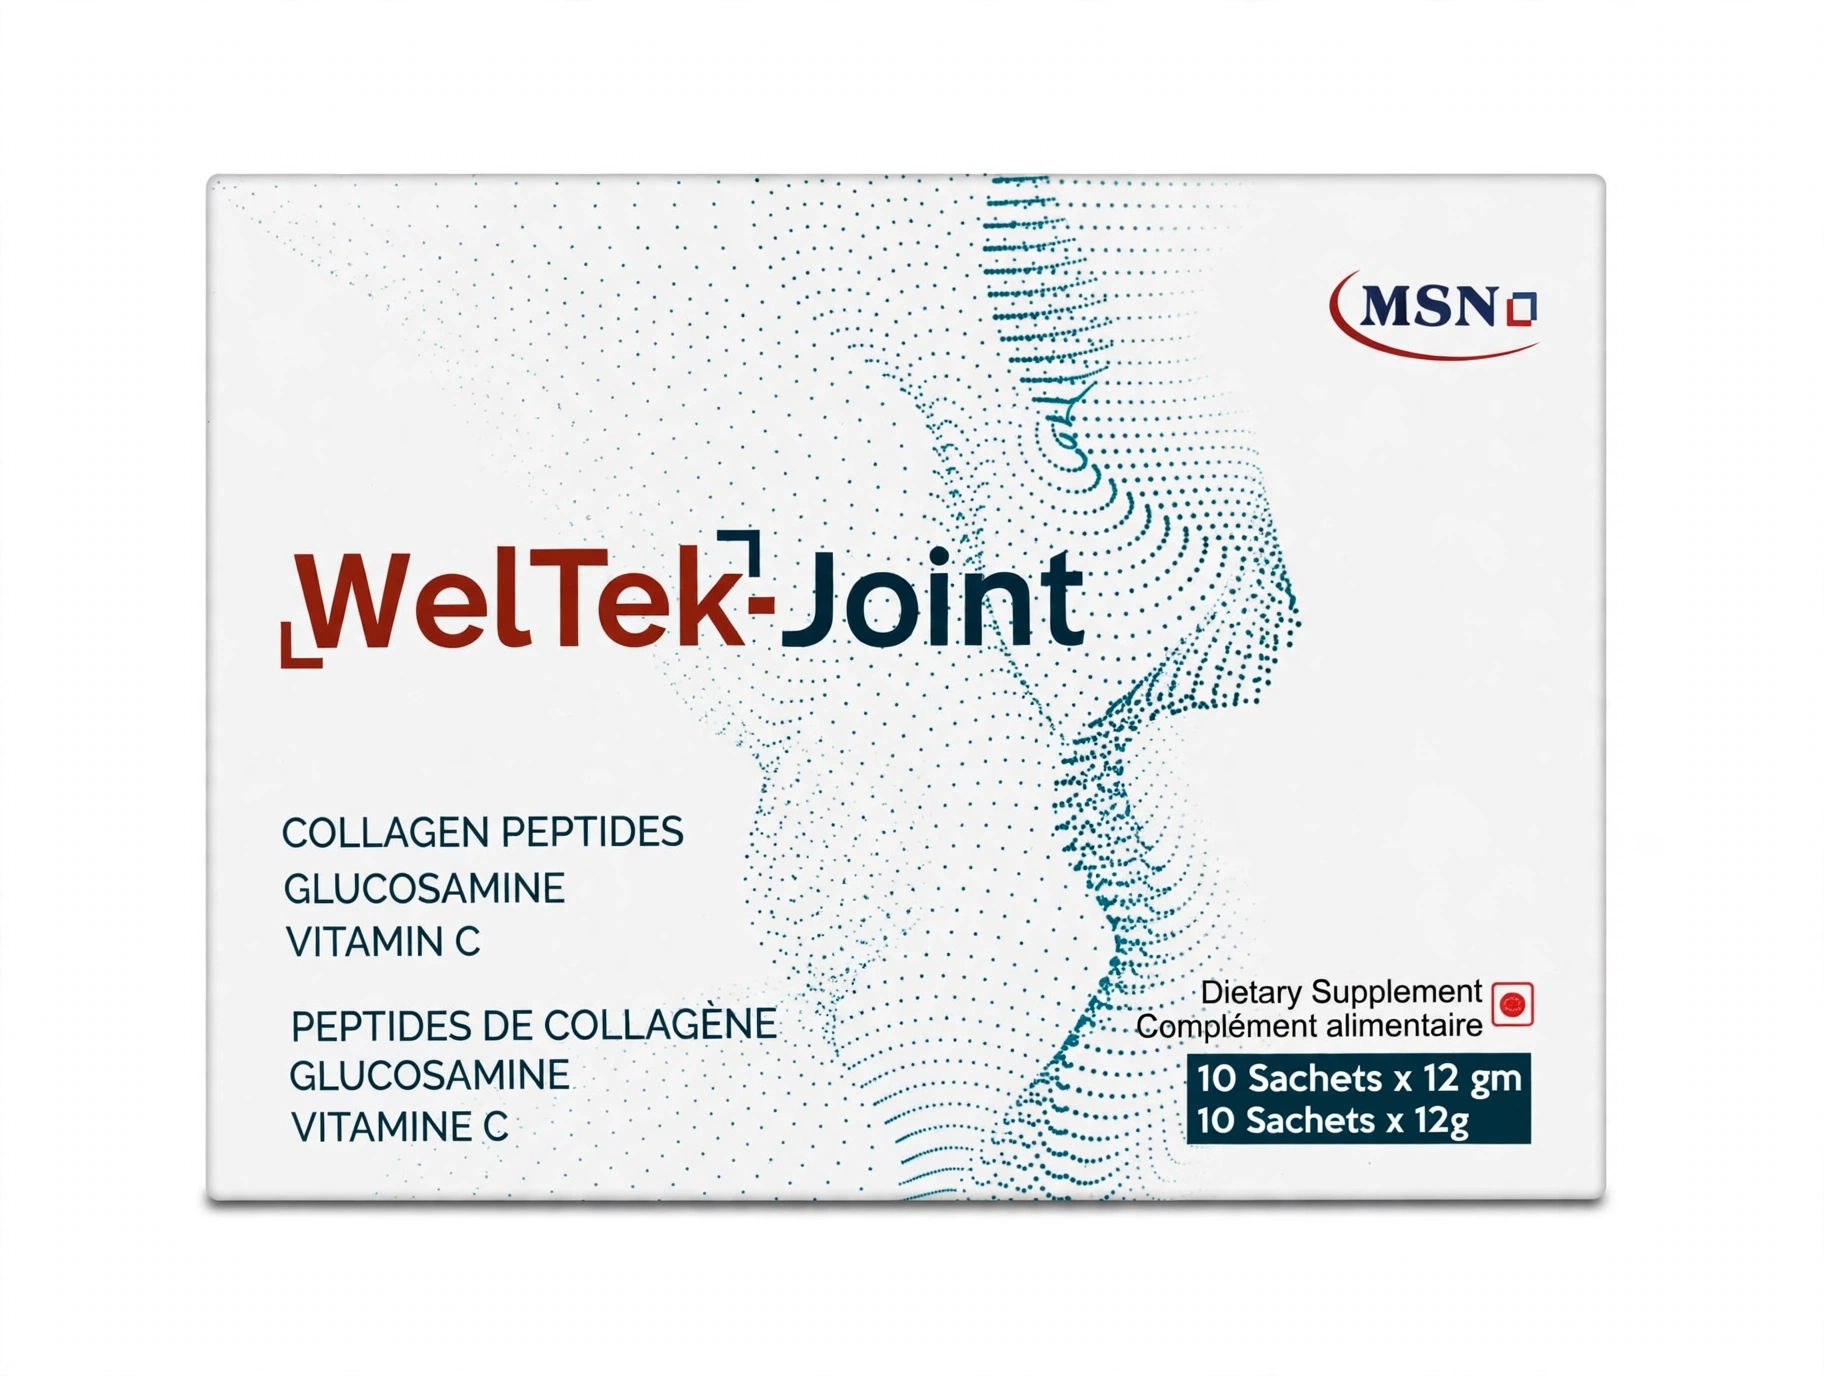 MSN
WelTek-Joint
COLLAGEN PEPTIDES
GLUCOSAMINE
VITAMIN C
PEPTIDES DE COLLAGÈNE
GLUCOSAMINE
VITAMINE C
Dietary Supplement
Complément alimentaire
10 Sachets x 12 gm
10 Sachets x 12g